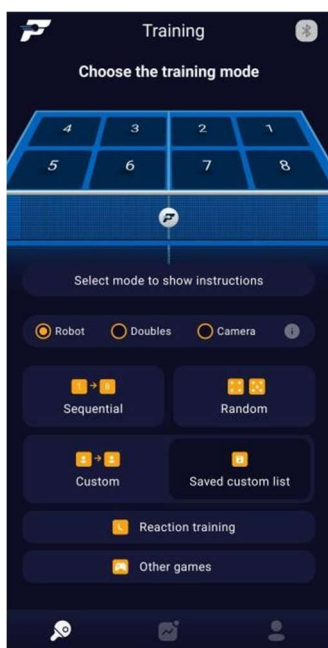 Training
Choose the training mode
4 3 2 1
5 6 7 8
Select mode to show instructions
Robot Doubles Camera i
Sequential Random
Custom Saved custom list
Reaction training
Other games